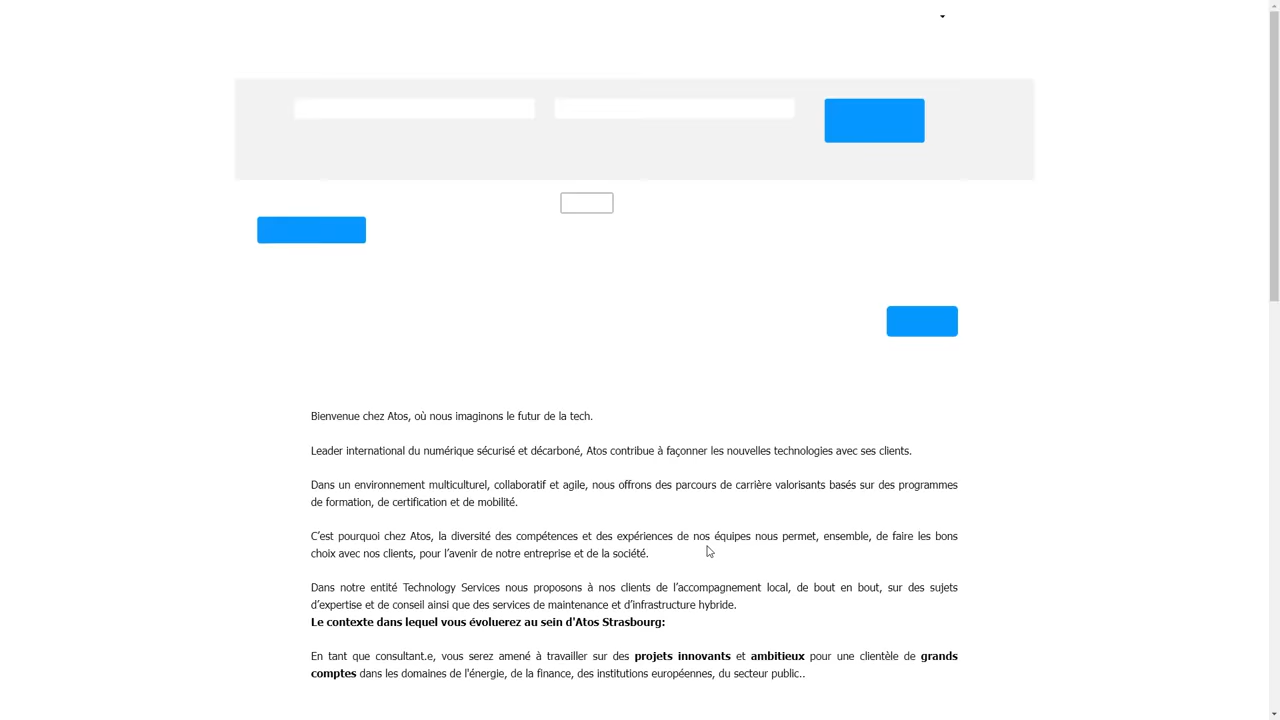 Bienvenue chez Atos, où nous imaginons le futur de la tech.
Leader international du numérique sécurisé et décarboné, Atos contribue à façonner les nouvelles technologies avec ses clients.
Dans un environnement multiculturel, collaboratif et agile, nous offrons des parcours de carrière valorisants basés sur des programmes
de formation, de certification et de mobilité.
C’est pourquoi chez Atos, la diversité des compétences et des expériences de nos équipes nous permet, ensemble, de faire les bons
choix avec nos clients, pour l’avenir de notre entreprise et de la société.
Dans notre entité Technology Services nous proposons à nos clients de l’accompagnement local, de bout en bout, sur des sujets
d’expertise et de conseil ainsi que des services de maintenance et d’infrastructure hybride.
Le contexte dans lequel vous évoluerez au sein d'Atos Strasbourg:
En tant que consultant.e, vous serez amené à travailler sur des projets innovants et ambitieux pour une clientèle de grands
comptes dans les domaines de l'énergie, de la finance, des institutions européennes, du secteur public..